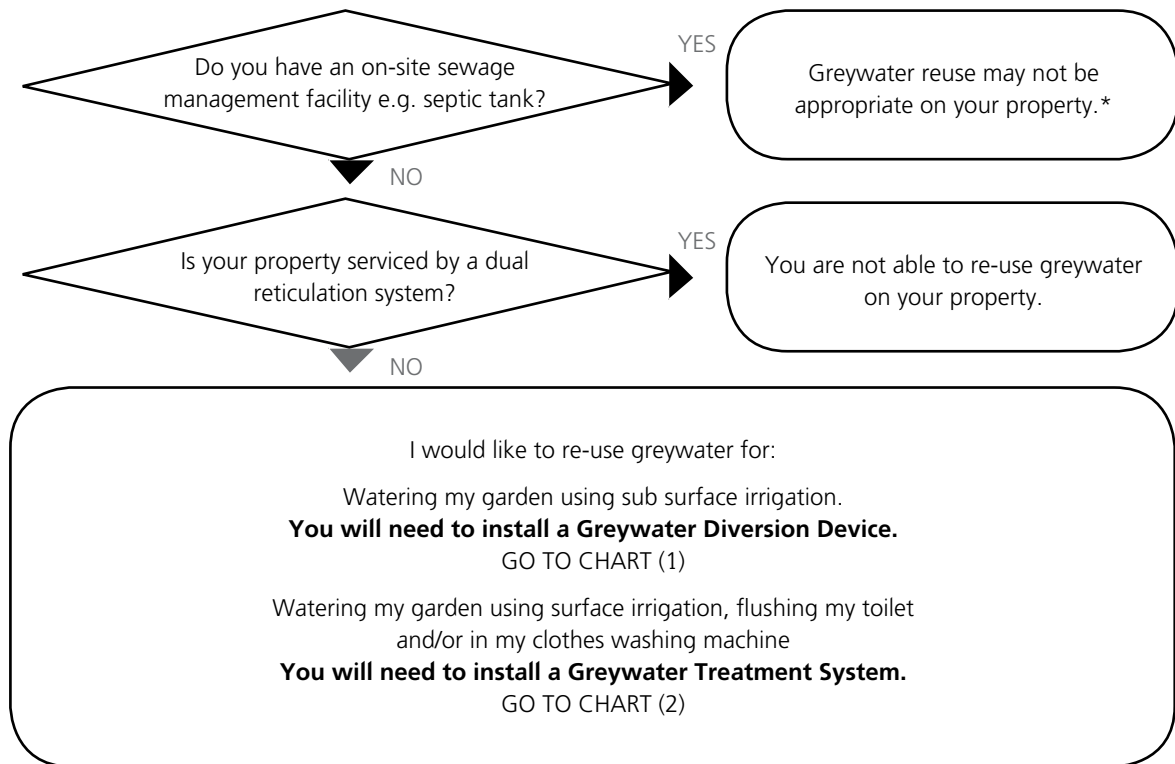 Do you have an on-site sewage
management facility e.g. septic tank?
YES
Greywater reuse may not be
appropriate on your property.*
NO
Is your property serviced by a dual
reticulation system?
YES
You are not able to re-use greywater
on your property.
NO
I would like to re-use greywater for:
Watering my garden using sub surface irrigation.
You will need to install a Greywater Diversion Device.
GO TO CHART (1)
Watering my garden using surface irrigation, flushing my toilet
and/or in my clothes washing machine
You will need to install a Greywater Treatment System.
GO TO CHART (2)